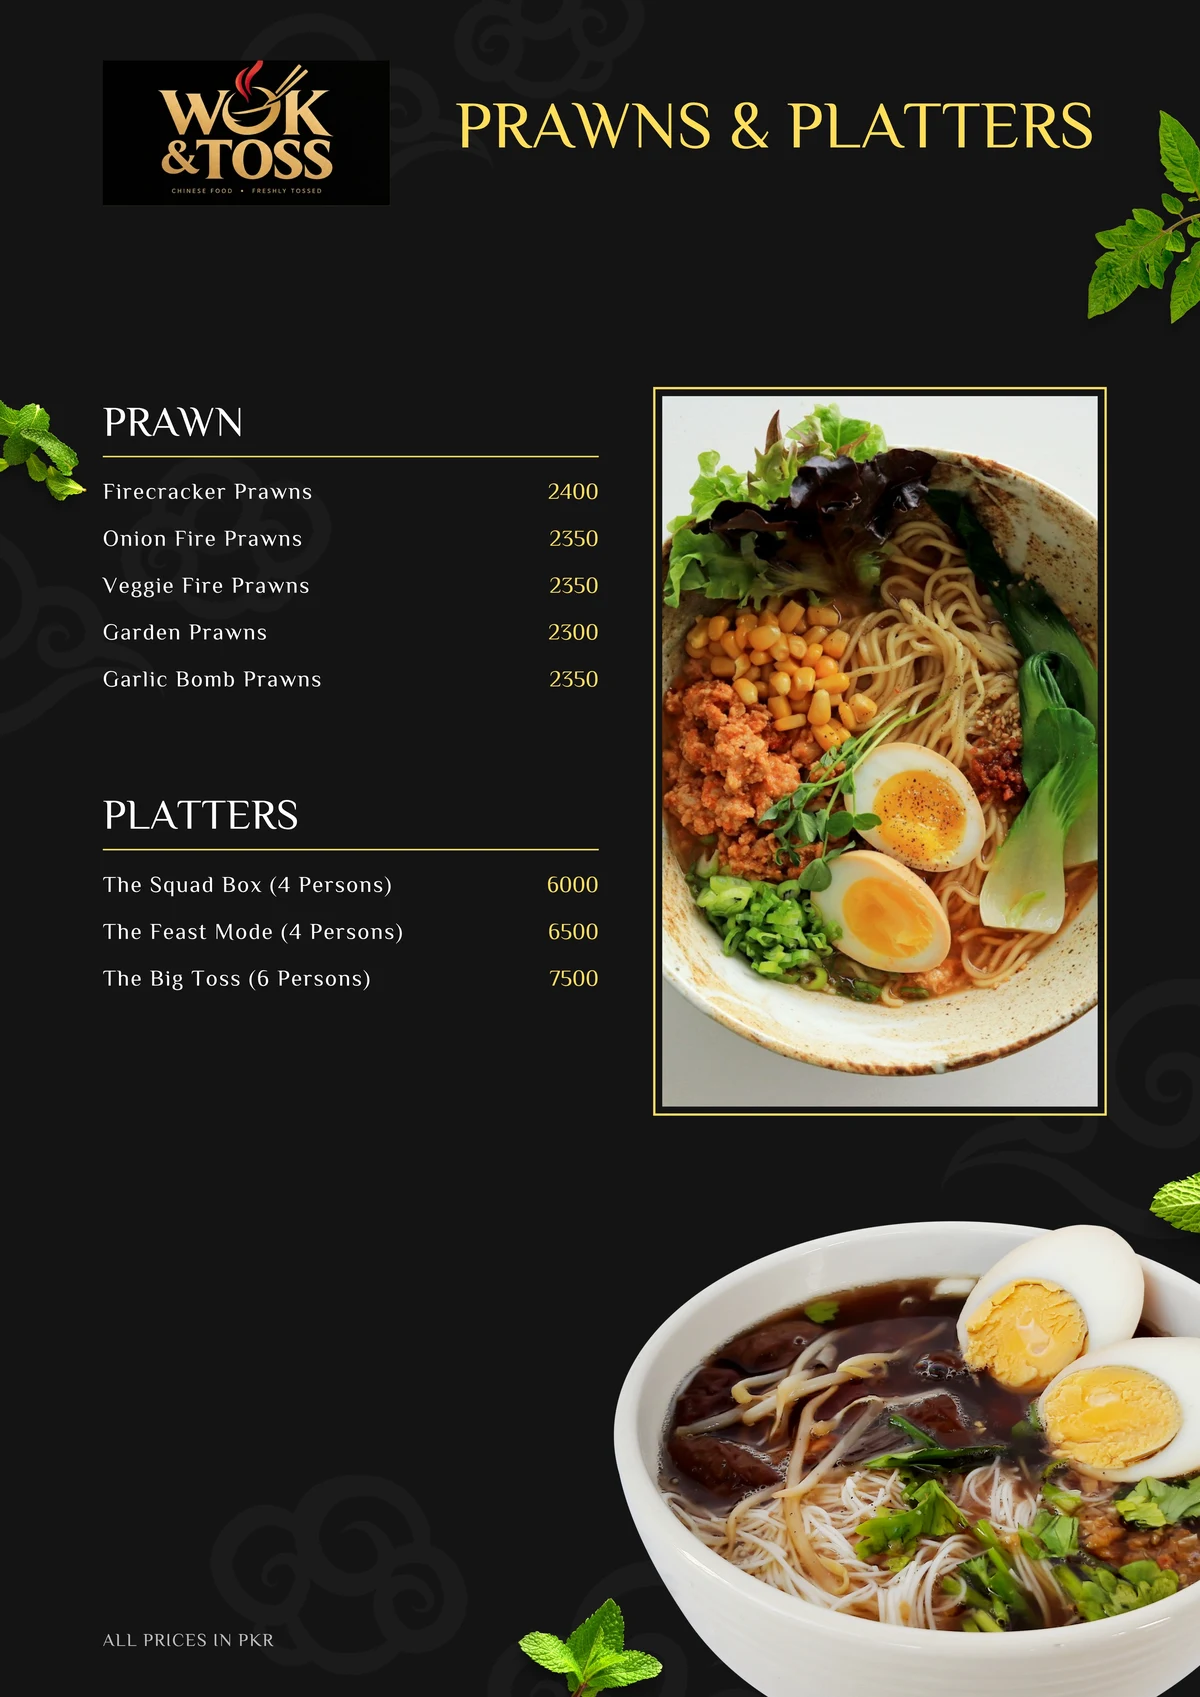 WOK
&TOSS
CHINESE FOOD • FRESHLY TOSSED
PRAWNS & PLATTERS
PRAWN
Firecracker Prawns 2400
Onion Fire Prawns 2350
Veggie Fire Prawns 2350
Garden Prawns 2300
Garlic Bomb Prawns 2350
PLATTERS
The Squad Box (4 Persons) 6000
The Feast Mode (4 Persons) 6500
The Big Toss (6 Persons) 7500
ALL PRICES IN PKR